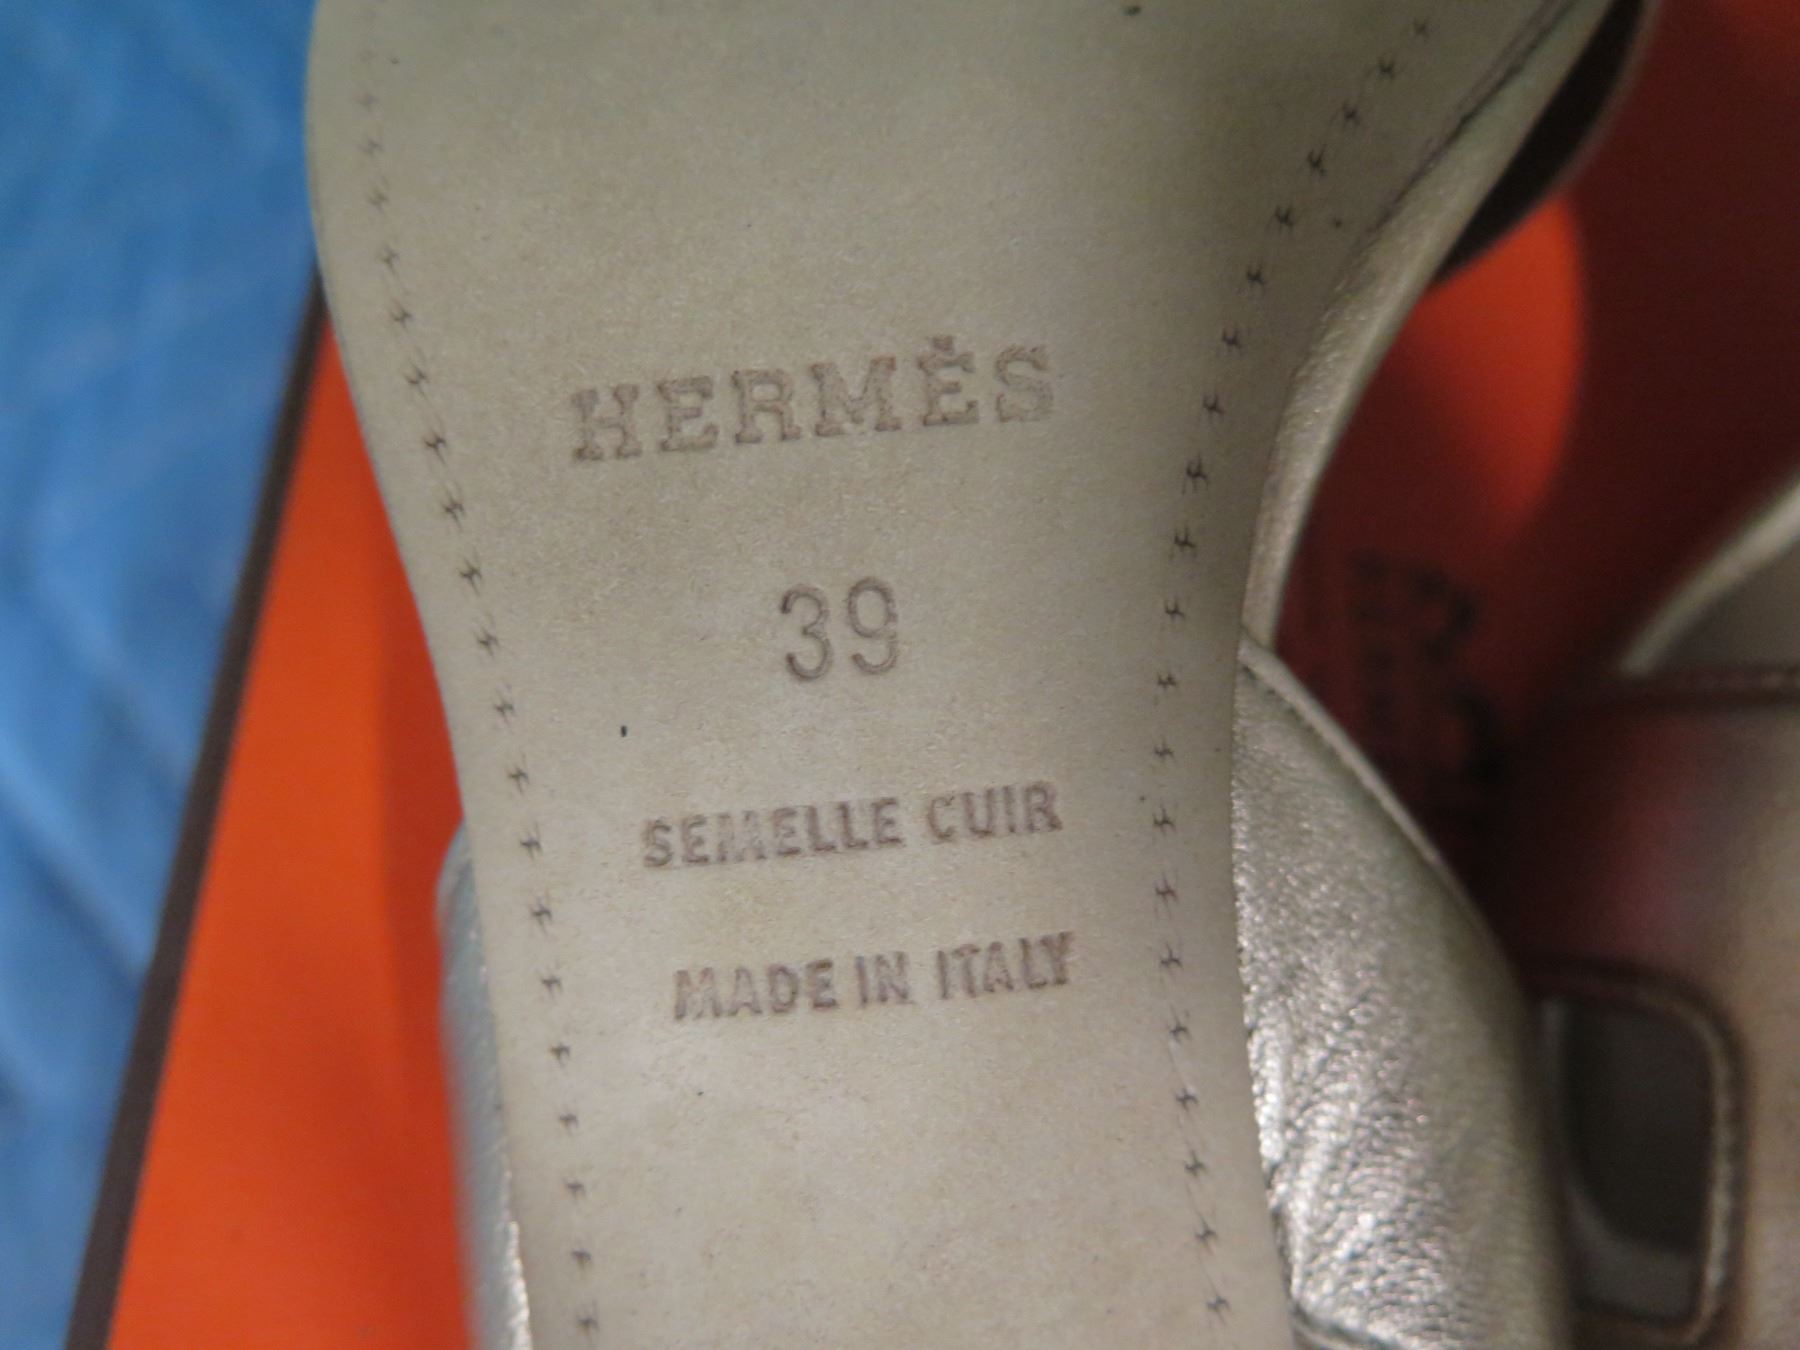 HERMÈS
39
SEMELLE CUIR
MADE IN ITALY